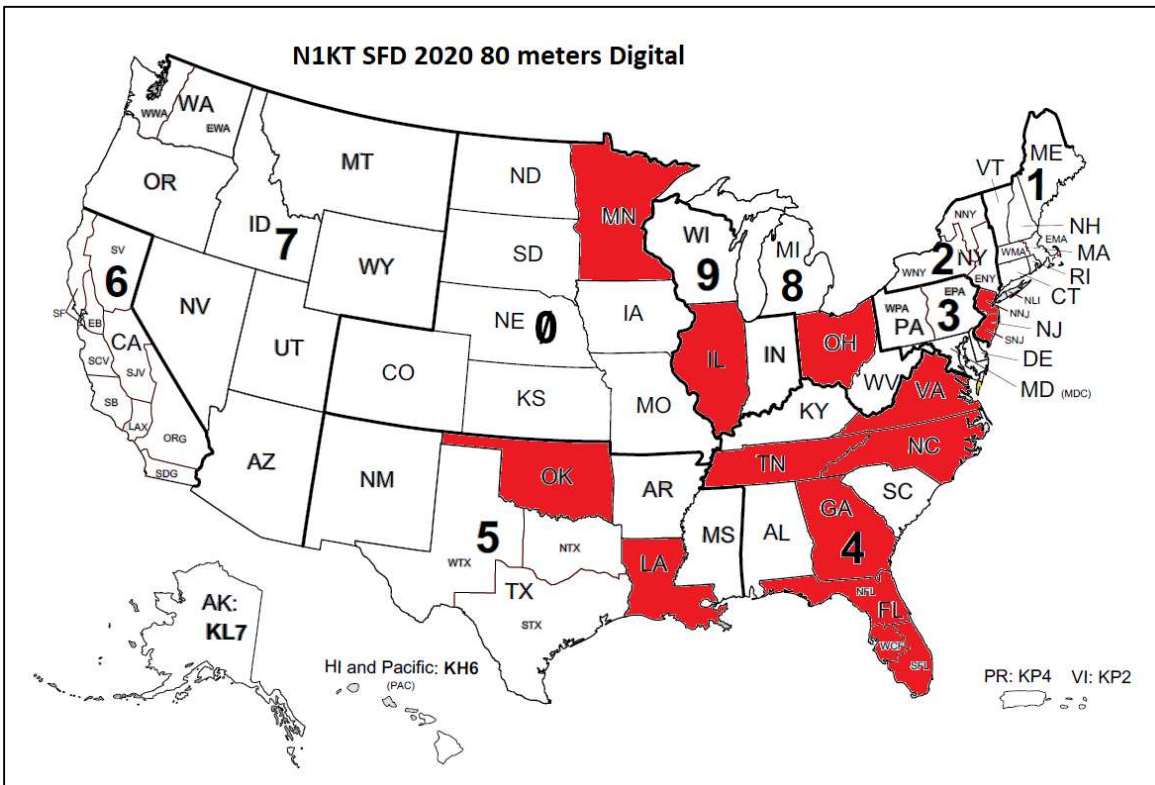 N1KT SFD 2020 80 meters Digital
WA
WWA
EWA
MT
ND
MN
VT
ME
1
OR
ID
7
SD
WI
9
MI
8
NNY
2
NY
WNY
ENY
NH
EMA
MA
WMA
RI
CT
SV
6
WY
NV
SF
EB
CA
SCV
SJV
SB
LAX
ORG
SDG
UT
CO
NE
Ø
IA
KS
MO
IL
IN
OH
WPA
EPA
PA
3
NLI
NNJ
NJ
SNJ
DE
MD (MDC)
WV
VA
KY
AZ
NM
OK
AR
TN
NC
SC
MS
AL
GA
4
5
WTX
NTX
TX
STX
LA
NFL
FL
WCF
SFL
AK:
KL7
HI and Pacific: KH6
(PAC)
PR: KP4
VI: KP2